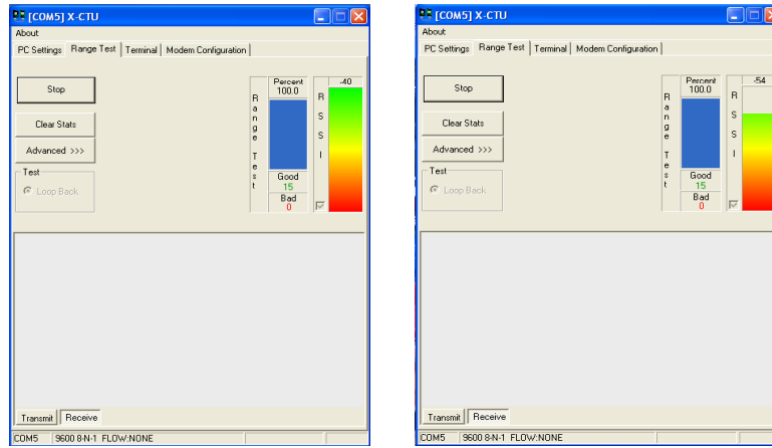 [COM5] X-CTU
About
PC Settings Range Test Terminal Modem Configuration
Stop
Clear Stats
Advanced >>>
Test
Loop Back
Range Test
Percent
100.0
Good
15
Bad
0
RSSI
-40
Transmit Receive
COM5 9600 8-N-1 FLOW:NONE
[COM5] X-CTU
About
PC Settings Range Test Terminal Modem Configuration
Stop
Clear Stats
Advanced >>>
Test
Loop Back
Range Test
Percent
100.0
Good
15
Bad
0
RSSI
-54
Transmit Receive
COM5 9600 8-N-1 FLOW:NONE